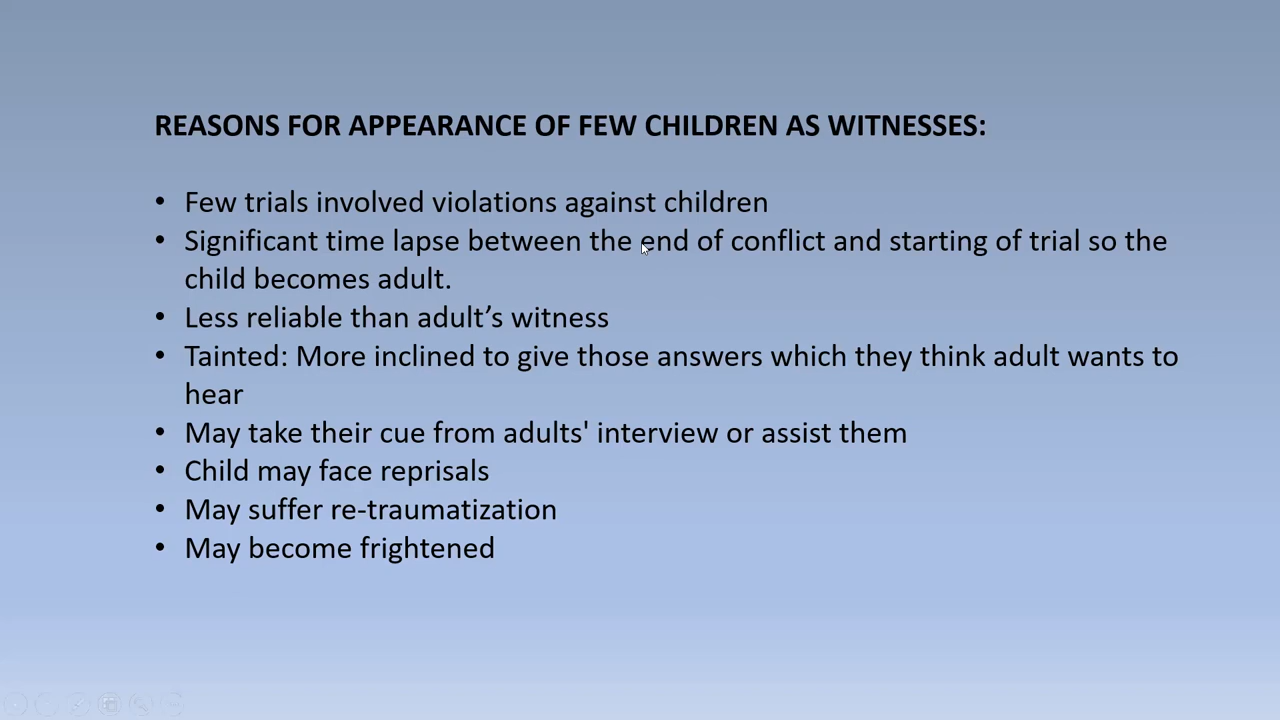 REASONS FOR APPEARANCE OF FEW CHILDREN AS WITNESSES:
• Few trials involved violations against children
• Significant time lapse between the end of conflict and starting of trial so the
child becomes adult.
• Less reliable than adult’s witness
• Tainted: More inclined to give those answers which they think adult wants to
hear
• May take their cue from adults' interview or assist them
• Child may face reprisals
• May suffer re-traumatization
• May become frightened